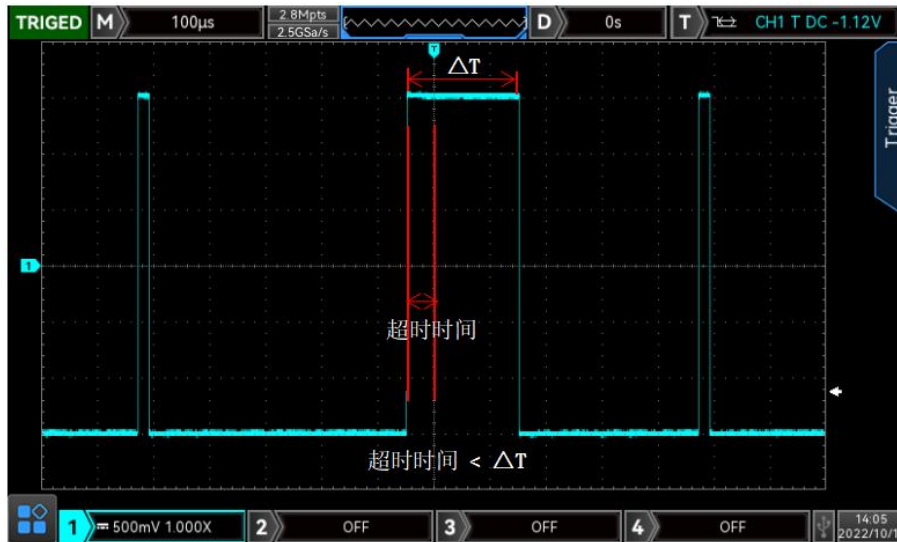 TRIGED M 100μs 2.8Mpts D 0s T CH1 T DC -1.12V
2.5GSa/s
T
△T
Trigger
1
超时时间
超时时间 < △T
1 500mV 1.000X 2 OFF 3 OFF 4 OFF 14:05
2022/10/1